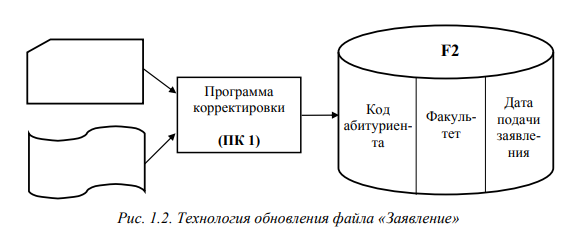 F2
Программа
корректировки
(ПК 1)
Код
абитуриен-
та
Факуль-
тет
Дата
подачи
заявле-
ния
Рис. 1.2. Технология обновления файла «Заявление»